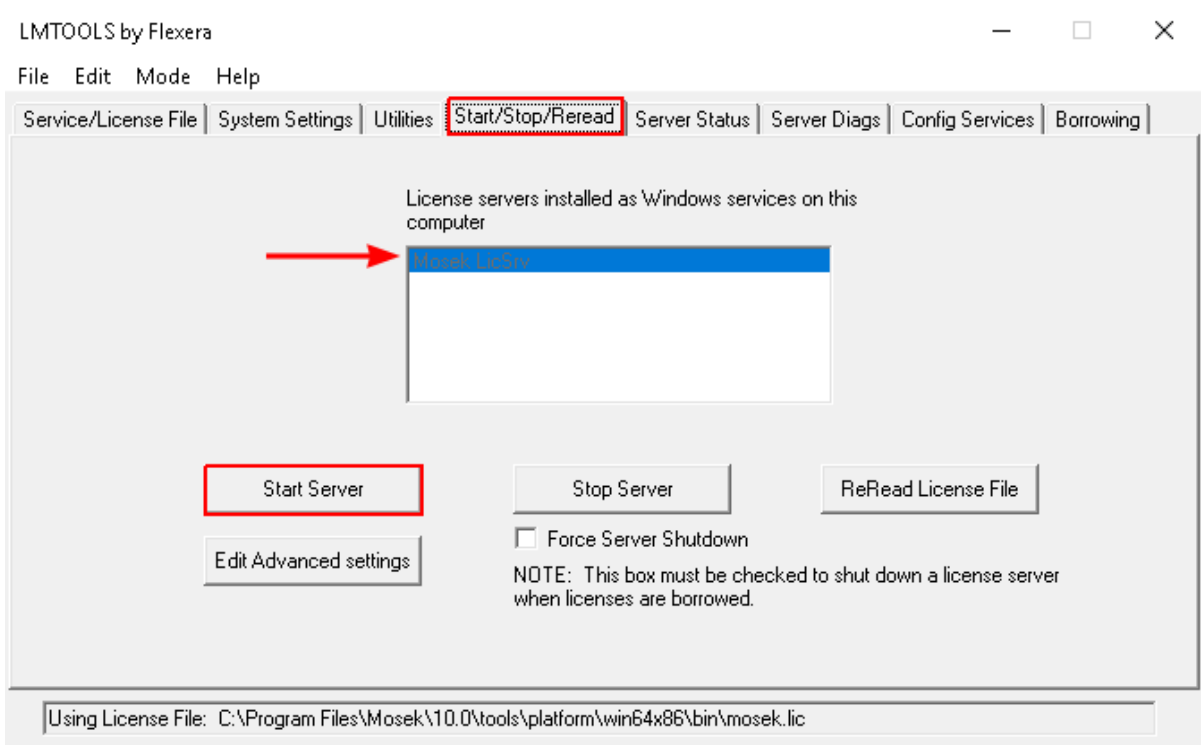 LMTOOLS by Flexera
File Edit Mode Help
Service/License File System Settings Utilities Start/Stop/Reread Server Status Server Diags Config Services Borrowing
License servers installed as Windows services on this
computer
Mosek LicSrv
Start Server Stop Server ReRead License File
Force Server Shutdown
Edit Advanced settings
NOTE: This box must be checked to shut down a license server
when licenses are borrowed.
Using License File: C:\Program Files\Mosek\10.0\tools\platform\win64x86\bin\mosek.lic